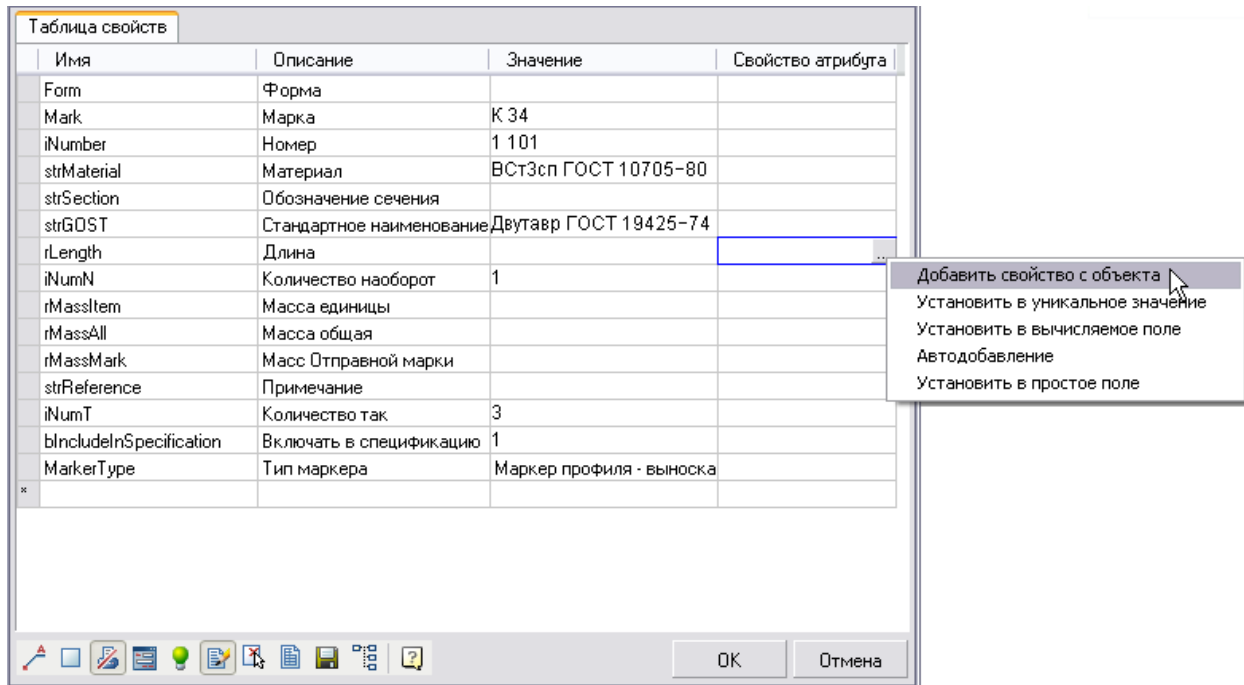 Таблица свойств
Имя Описание Значение Свойство атрибута
Form Форма
Mark Марка К 34
iNumber Номер 1 101
strMaterial Материал ВСт3сп ГОСТ 10705-80
strSection Обозначение сечения
strGOST Стандартное наименование Двутавр ГОСТ 19425-74
rLength Длина ...
iNumN Количество наоборот 1
rMassItem Масса единицы
rMassAll Масса общая
rMassMark Масс Отправной марки
strReference Примечание
iNumT Количество так 3
bIncludeInSpecification Включать в спецификацию 1
MarkerType Тип маркера Маркер профиля - выноска
*
Добавить свойство с объекта
Установить в уникальное значение
Установить в вычисляемое поле
Автодобавление
Установить в простое поле
OK Отмена